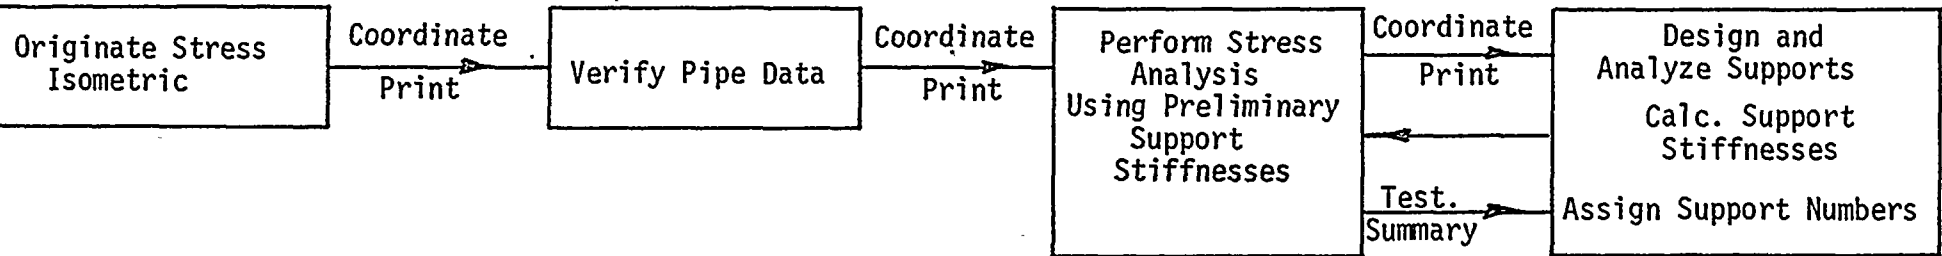 Originate Stress
Isometric
Coordinate
Print
Verify Pipe Data
Coordinate
Print
Perform Stress
Analysis
Using Preliminary
Support
Stiffnesses
Coordinate
Print
Test.
Summary
Design and
Analyze Supports
Calc. Support
Stiffnesses
Assign Support Numbers